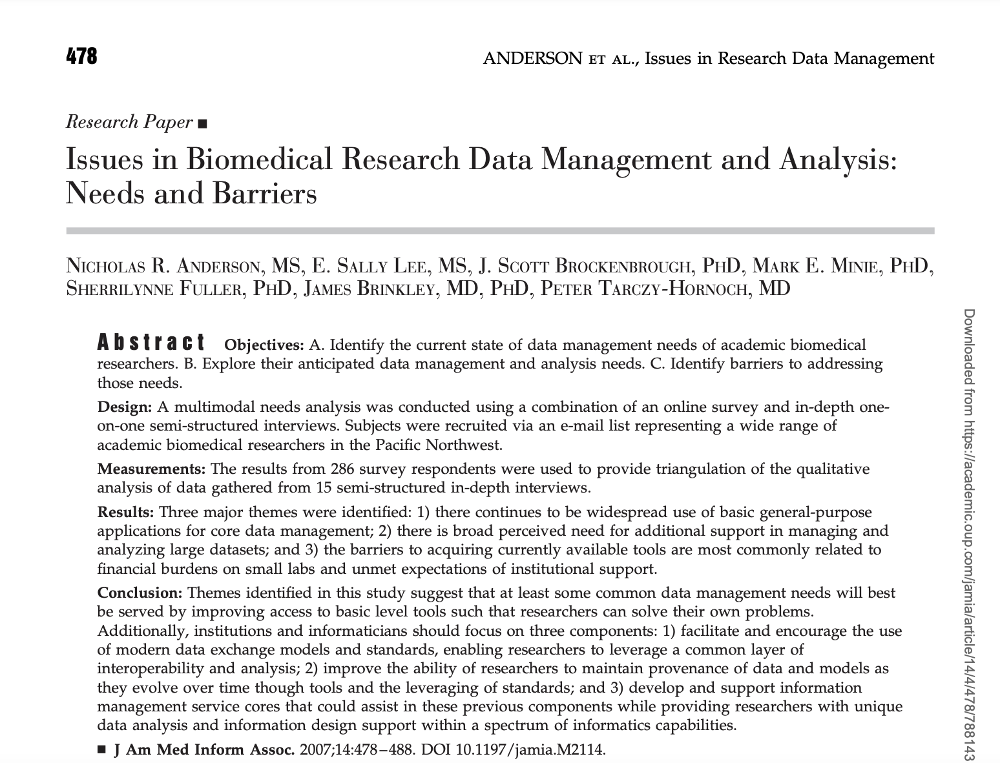 478
ANDERSON ET AL., Issues in Research Data Management
Research Paper ■
Issues in Biomedical Research Data Management and Analysis:
Needs and Barriers
NICHOLAS R. ANDERSON, MS, E. SALLY LEE, MS, J. SCOTT BROCKENBROUGH, PHD, MARK E. MINIE, PHD,
SHERRILYNNE FULLER, PHD, JAMES BRINKLEY, MD, PHD, PETER TARCZY-HORNOCH, MD
Abstract Objectives: A. Identify the current state of data management needs of academic biomedical
researchers. B. Explore their anticipated data management and analysis needs. C. Identify barriers to addressing
those needs.
Design: A multimodal needs analysis was conducted using a combination of an online survey and in-depth one-
on-one semi-structured interviews. Subjects were recruited via an e-mail list representing a wide range of
academic biomedical researchers in the Pacific Northwest.
Measurements: The results from 286 survey respondents were used to provide triangulation of the qualitative
analysis of data gathered from 15 semi-structured in-depth interviews.
Results: Three major themes were identified: 1) there continues to be widespread use of basic general-purpose
applications for core data management; 2) there is broad perceived need for additional support in managing and
analyzing large datasets; and 3) the barriers to acquiring currently available tools are most commonly related to
financial burdens on small labs and unmet expectations of institutional support.
Conclusion: Themes identified in this study suggest that at least some common data management needs will best
be served by improving access to basic level tools such that researchers can solve their own problems.
Additionally, institutions and informaticians should focus on three components: 1) facilitate and encourage the use
of modern data exchange models and standards, enabling researchers to leverage a common layer of
interoperability and analysis; 2) improve the ability of researchers to maintain provenance of data and models as
they evolve over time though tools and the leveraging of standards; and 3) develop and support information
management service cores that could assist in these previous components while providing researchers with unique
data analysis and information design support within a spectrum of informatics capabilities.
■ J Am Med Inform Assoc. 2007;14:478–488. DOI 10.1197/jamia.M2114.
Downloaded from https://academic.oup.com/jamia/article/14/4/478/788143